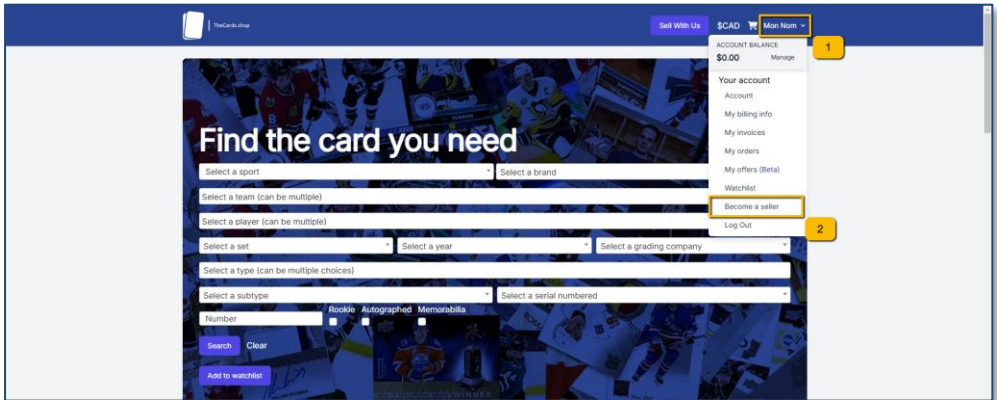 TheCards.shop
Sell With Us $CAD Mon Nom
1
ACCOUNT BALANCE
$0.00 Manage
Your account
Account
My billing info
My invoices
My orders
My offers (Beta)
Watchlist
Become a seller
2
Log Out
Find the card you need
Select a sport Select a brand
Select a team (can be multiple)
Select a player (can be multiple)
Select a set Select a year Select a grading company
Select a type (can be multiple choices)
Select a subtype Select a serial numbered
Number Rookie Autographed Memorabilia
Search Clear
Add to watchlist
WINNER